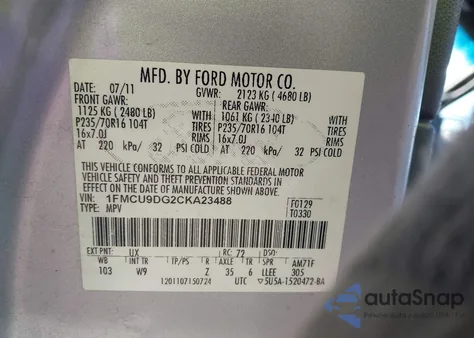 MFD. BY FORD MOTOR CO.
DATE: 07/11 GVWR: 2123 KG (4680 LB)
FRONT GAWR: REAR GAWR:
1125 KG (2480 LB) WITH 1061 KG (2340 LB) WITH
P235/70R16 104T TIRES P235/70R16 104T TIRES
16x7.0J RIMS 16x7.0J RIMS
AT 220 kPa/ 32 PSI COLD AT 220 kPa/ 32 PSI COLD
THIS VEHICLE CONFORMS TO ALL APPLICABLE FEDERAL MOTOR
VEHICLE SAFETY AND THEFT PREVENTION STANDARDS IN
EFFECT ON THE DATE OF MANUFACTURE SHOWN ABOVE.
VIN: 1FMCU9DG2CKA23488 F0129
TYPE: MPV T0330
EXT PNT: UX RC: 72 DSO:
WB INT TR TP/PS R AXLE TR SPR AM7IF
103 W9 Z 35 6 LLEE 305
1201107150724 UTC 5U5A-1520472-BA
autoSnap